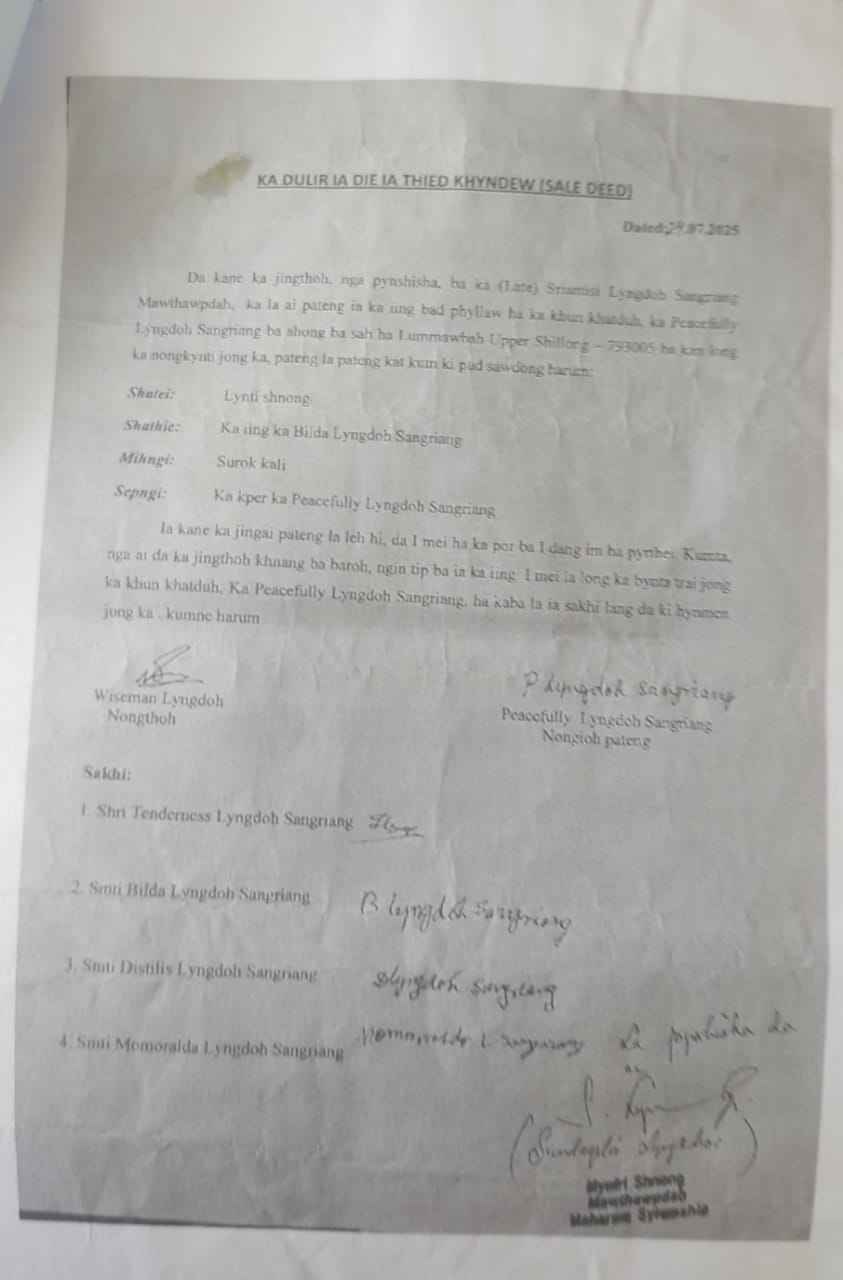 KA DULIR IA DIE IA THIED KHYNDEW (SALE DEED)
Dated:29.07.2025
Da kane ka jingthoh, nga pynshisha, ba ka (Late) Sriantisi Lyngdoh Sangriang
Mawthawpdah, ka la ai pateng ia ka iing bad phyllaw ha ka khun khatduh, ka Peacefully
Lyngdoh Sangriang ba shong ba sah ha Lummawbah Upper Shillong – 793005 ba kan long
ka nongkynti jong ka, pateng la pateng kat kum ki pud sawdong harum:
Shatei: Lynti shnong
Shathie: Ka iing ka Bilda Lyngdoh Sangriang
Mihngi: Surok kali
Sepngi: Ka kper ka Peacefully Lyngdoh Sangriang
Ia kane ka jingai pateng la leh hi, da I mei ha ka por ba I dang im ba pyrthei. Kumta,
nga ai da ka jingthoh khnang ba baroh, ngin tip ba ia ka iing I mei la long ka bynta trai jong
ka khun khatduh, Ka Peacefully Lyngdoh Sangriang, ha kaba la ia sakhi lang da ki hynmen
jong ka . kumne harum
P Lyngdoh Sangriang
Wiseman Lyngdoh
Nongthoh
Peacefully Lyngdoh Sangriang
Nongioh pateng
Sakhi:
1. Shri Tenderness Lyngdoh Sangriang
2. Smti Bilda Lyngdoh Sangriang B Lyngdoh Sangriang
3. Smti Distilis Lyngdoh Sangriang D Lyngdoh Sangriang
4. Smti Momoralda Lyngdoh Sangriang Momoralda L Sangriang La pynshisha da
Myntri Shnong
Mawthawpdah
Maharam Syiemship